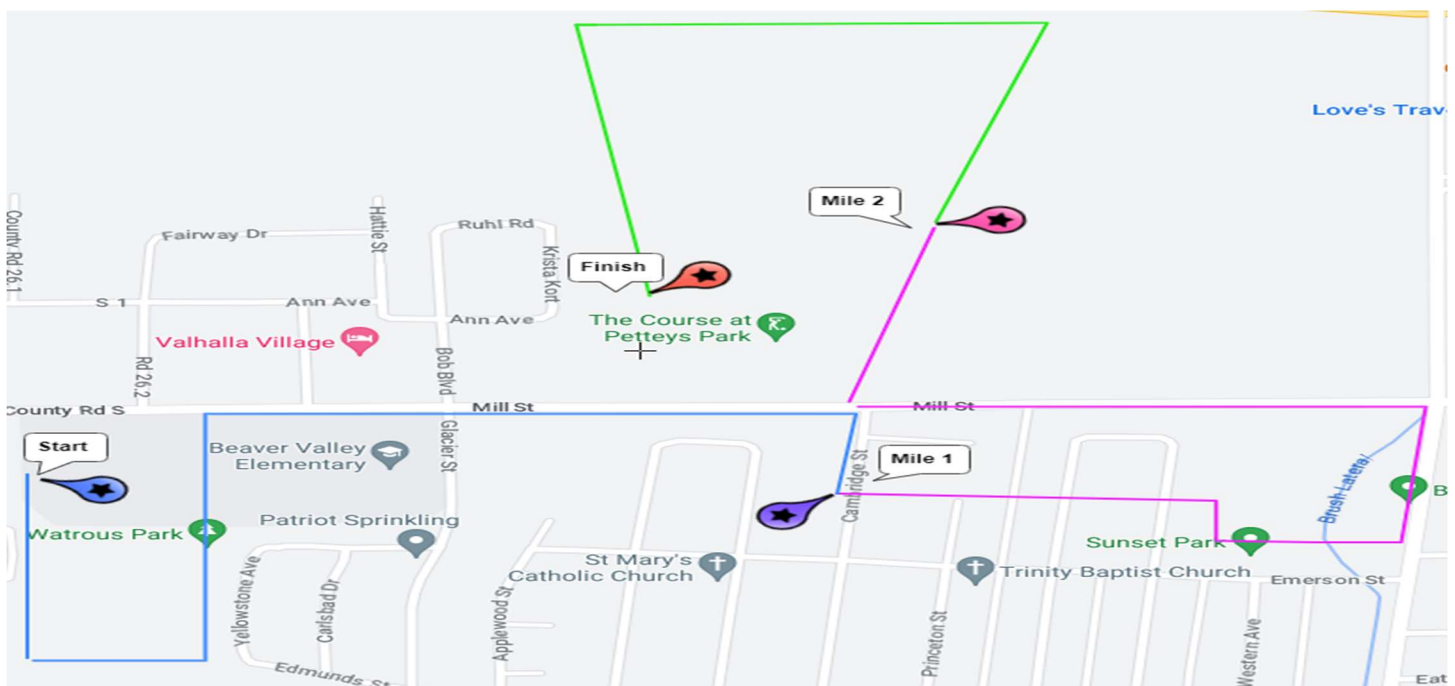 Love's Trav
Mile 2
County Rd 26.1
Fairway Dr
Hattie St
Ruhl Rd
Krista Kort
Finish
S 1
Ann Ave
Ann Ave
The Course at
Petteys Park
Valhalla Village
Rd 26.2
Bob Blvd
County Rd S
Mill St
Mill St
Start
Beaver Valley
Elementary
Glacier St
Cambridge St
Mile 1
Brush Latera
B
Watrous Park
Patriot Sprinkling
Sunset Park
St Mary's
Catholic Church
Trinity Baptist Church
Emerson St
Yellowstone Ave
Carlsbad Dr
Applewood St
Princeton St
Western Ave
Edmunds St
Eat